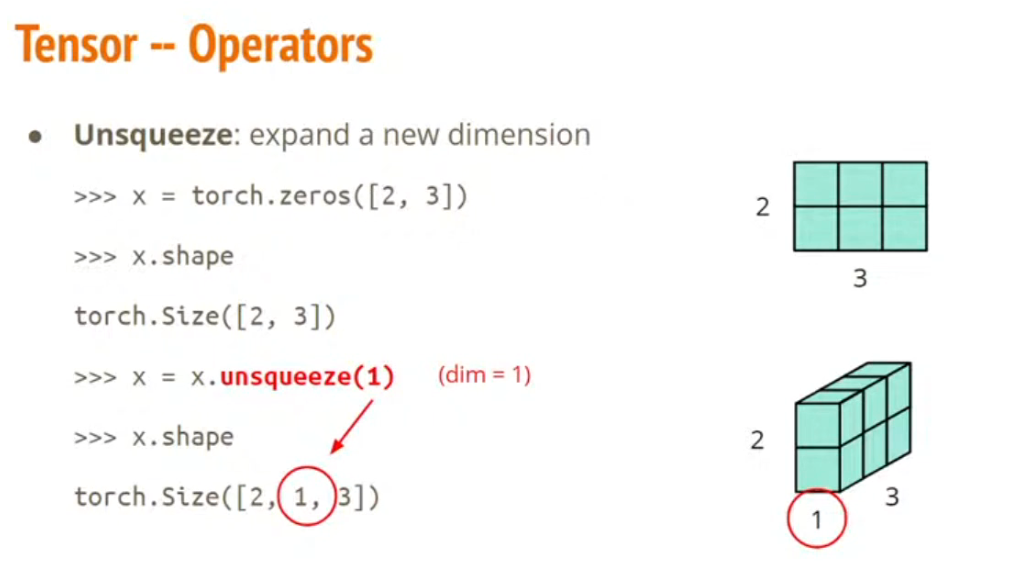 Tensor -- Operators
● Unsqueeze: expand a new dimension
>>> x = torch.zeros([2, 3])
>>> x.shape
torch.Size([2, 3])
>>> x = x.unsqueeze(1) (dim = 1)
>>> x.shape
torch.Size([2, 1, 3])
2
3
2
3
1